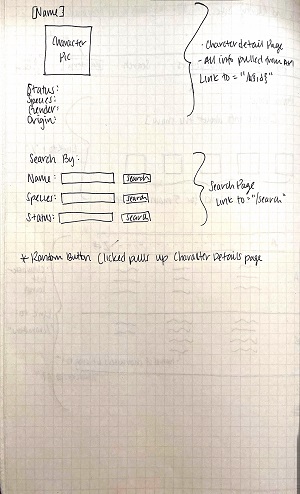 [Name]
Character
Pic
· Character detail Page
- All info pulled from API
Link to = "/:id"
Status:
Species:
Gender:
Origin:
Search By:
Name: Search
Species: Search
Status: Search
Search Page
Link to = "/search"
* Random Button Clicked pulls up Character Details page